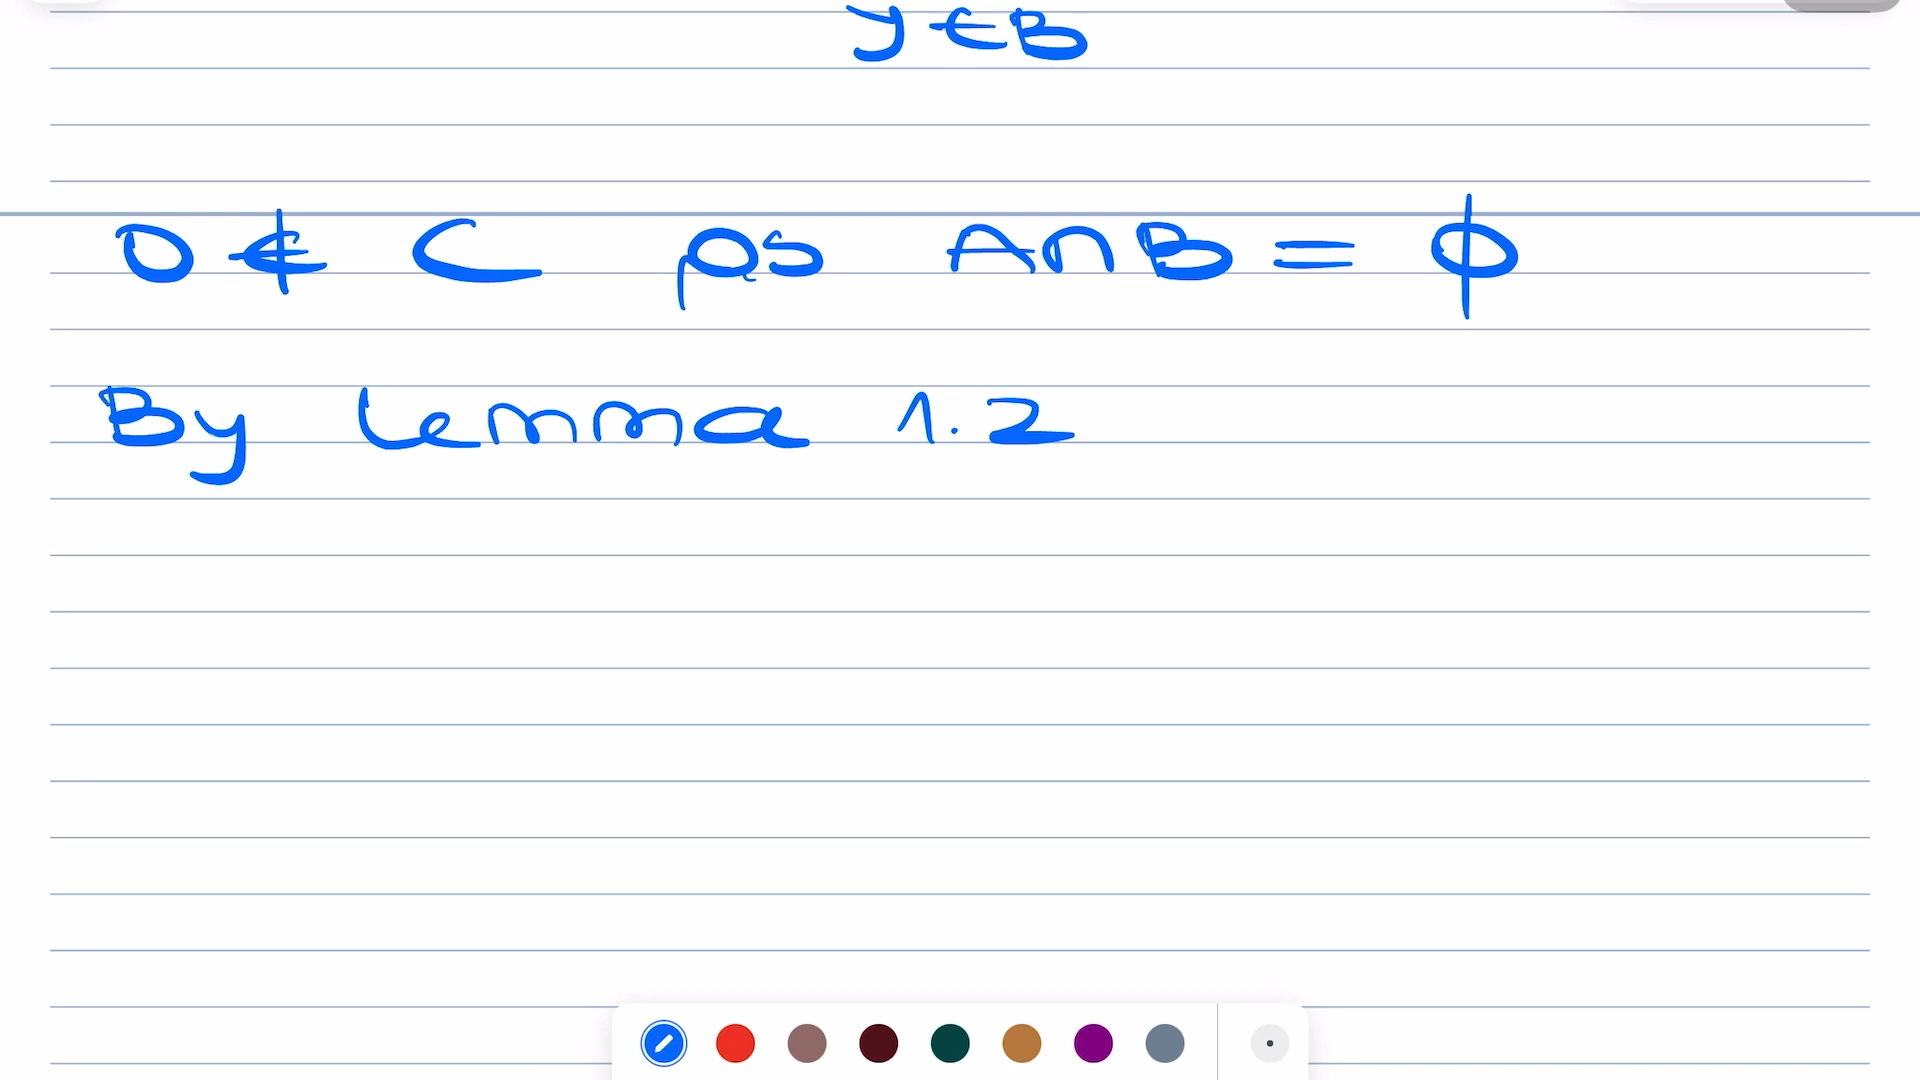 y ∈ B
0 ∉ C as A ∩ B = ϕ
By Lemma 1.2